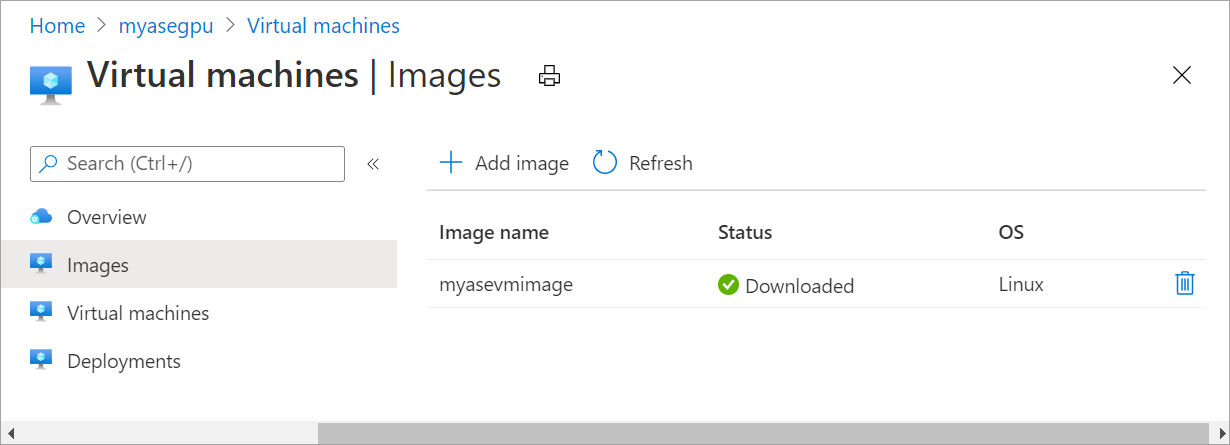 Home > myasegpu > Virtual machines
Virtual machines | Images
Search (Ctrl+/)
«
Add image
Refresh
Overview
Images
Virtual machines
Deployments
Image name Status OS
myasevmimage Downloaded Linux